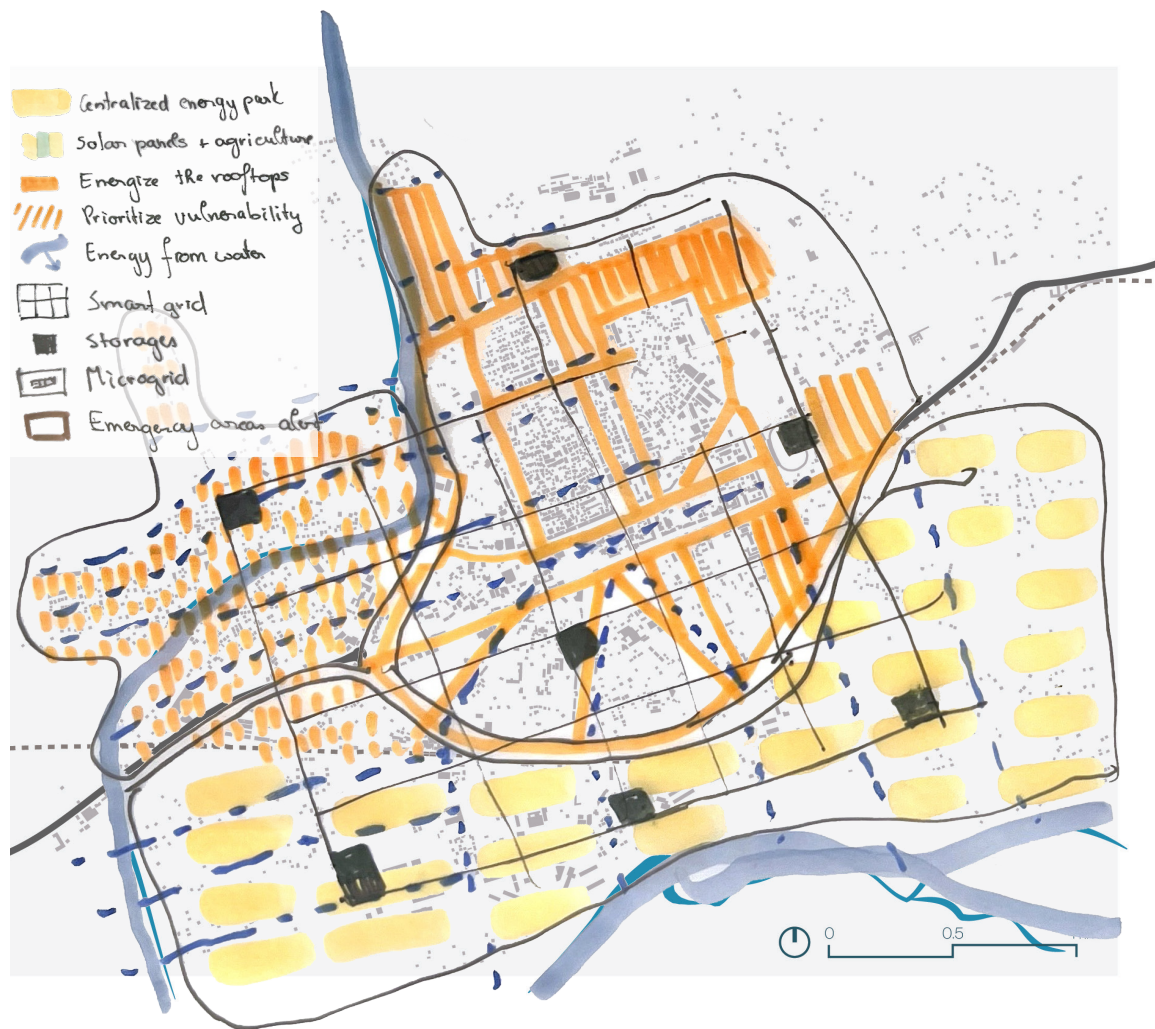 Centralized energy park
Solar panels + agriculture
Energize the rooftops
Prioritize vulnerability
Energy from water
Smart grid
storages
Microgrid
Emergency areas alert
0 0.5